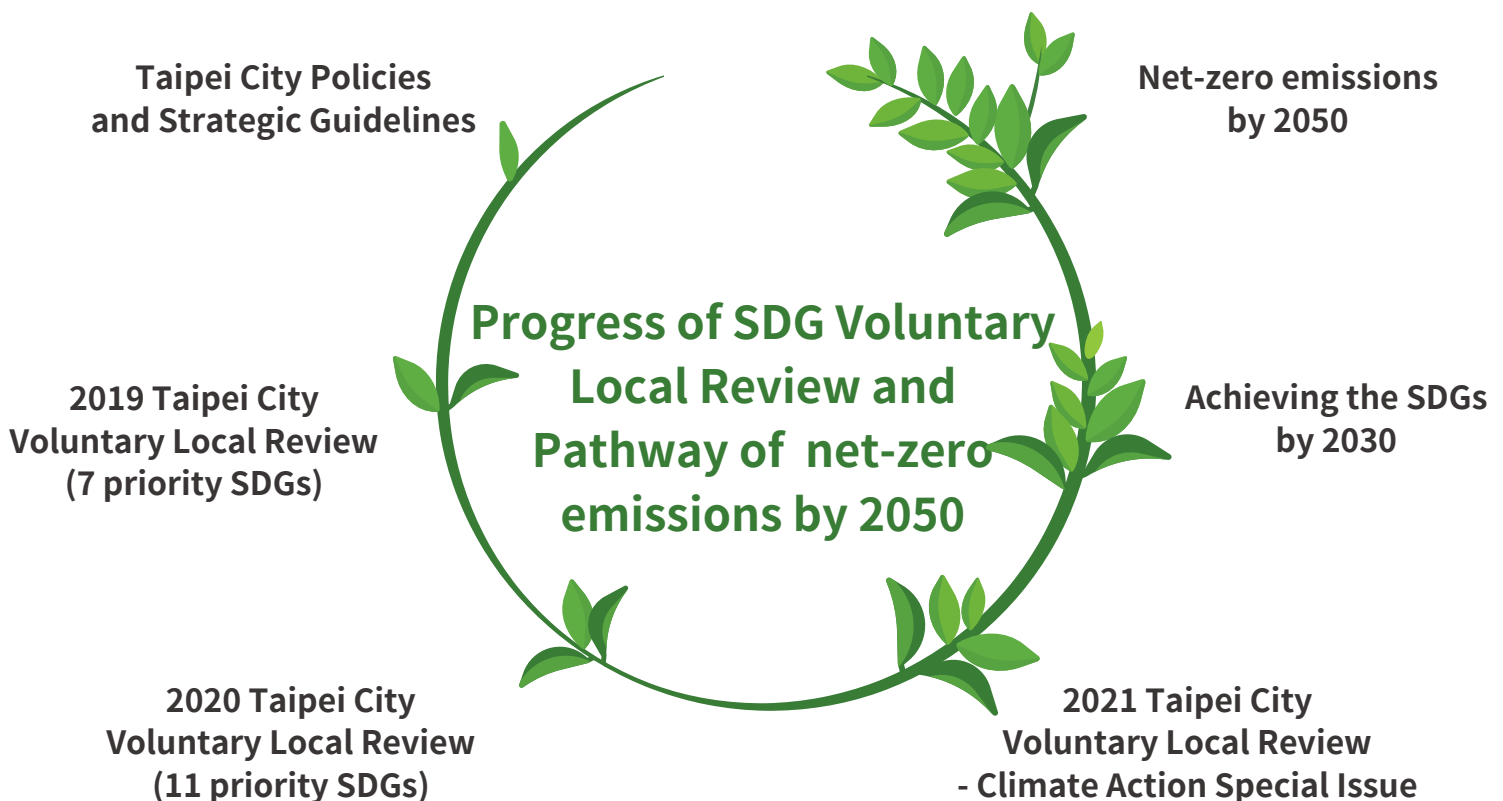 Taipei City Policies
and Strategic Guidelines
2019 Taipei City
Voluntary Local Review
(7 priority SDGs)
2020 Taipei City
Voluntary Local Review
(11 priority SDGs)
2021 Taipei City
Voluntary Local Review
- Climate Action Special Issue
Achieving the SDGs
by 2030
Net-zero emissions
by 2050
Progress of SDG Voluntary
Local Review and
Pathway of net-zero
emissions by 2050